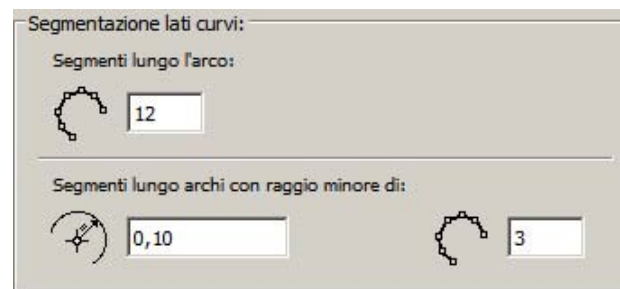 Segmentazione lati curvi:
Segmenti lungo l'arco:
12
Segmenti lungo archi con raggio minore di:
0,10 3